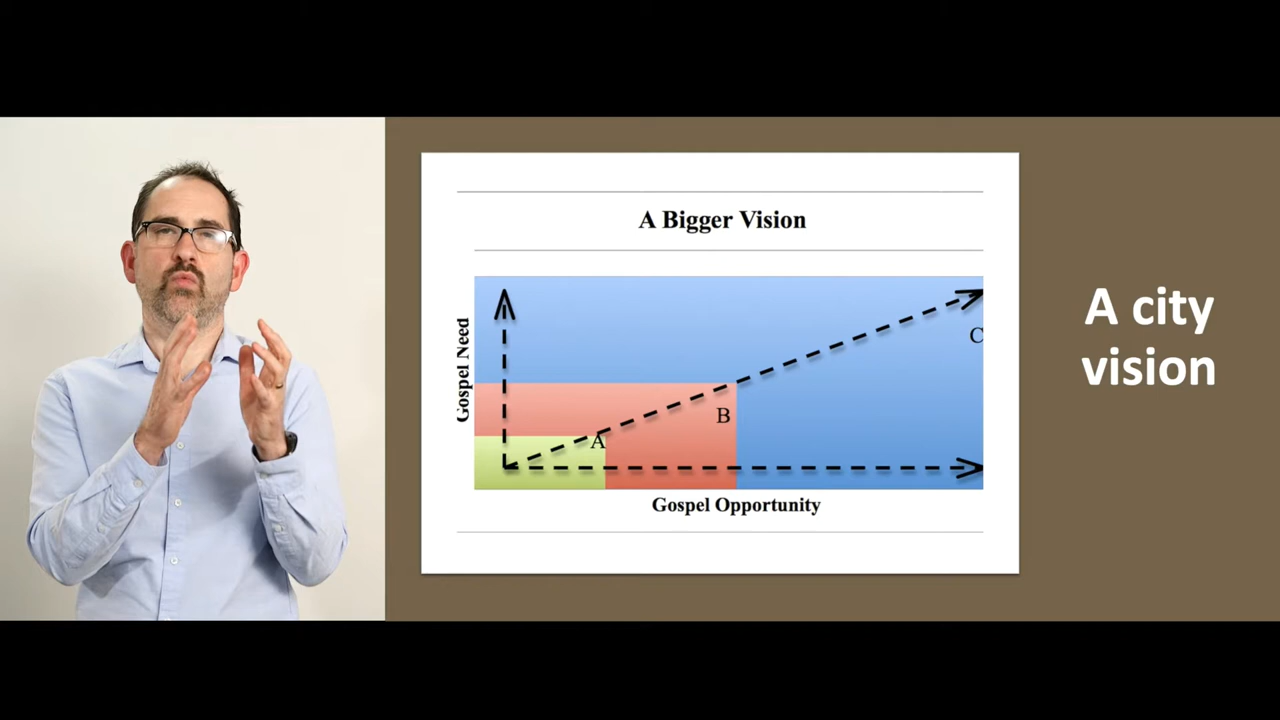 A Bigger Vision
Gospel Need
A
B
C
Gospel Opportunity
A city
vision